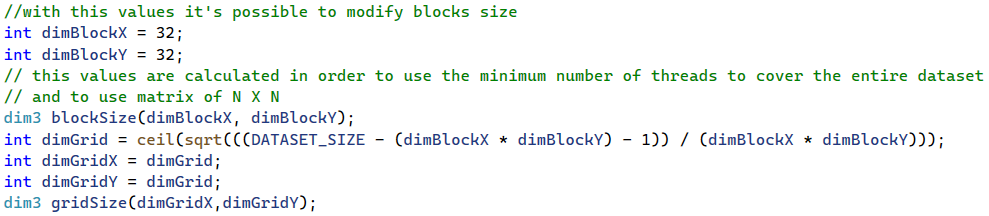 //with this values it's possible to modify blocks size
int dimBlockX = 32;
int dimBlockY = 32;
// this values are calculated in order to use the minimum number of threads to cover the entire dataset
// and to use matrix of N X N
dim3 blockSize(dimBlockX, dimBlockY);
int dimGrid = ceil(sqrt(((DATASET_SIZE - (dimBlockX * dimBlockY) - 1)) / (dimBlockX * dimBlockY)));
int dimGridX = dimGrid;
int dimGridY = dimGrid;
dim3 gridSize(dimGridX,dimGridY);